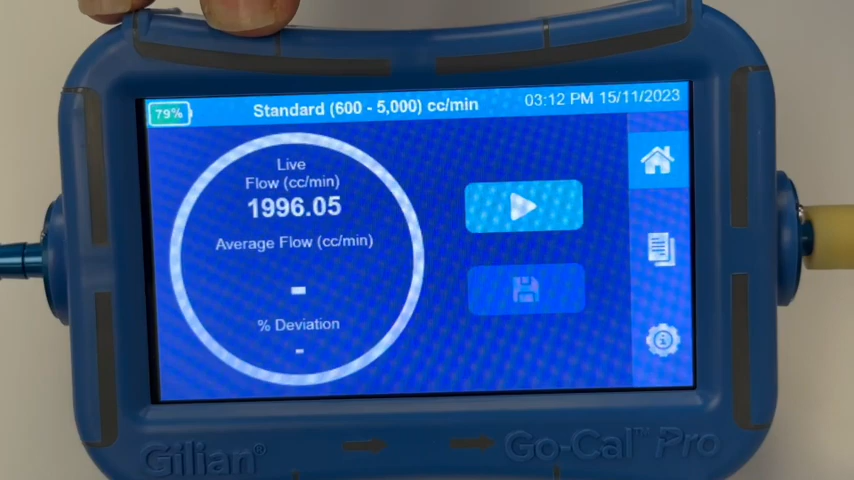 79%
Standard (600 - 5,000) cc/min
03:12 PM 15/11/2023
Live
Flow (cc/min)
1996.05
Average Flow (cc/min)
-
% Deviation
-
Gilian®
Go-Cal™ Pro